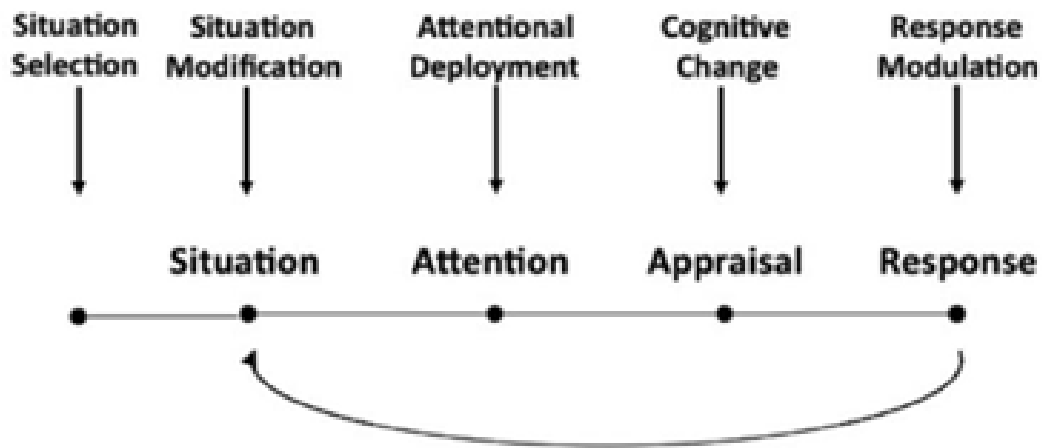 Situation Selection
Situation Modification
Attentional Deployment
Cognitive Change
Response Modulation
Situation Attention Appraisal Response